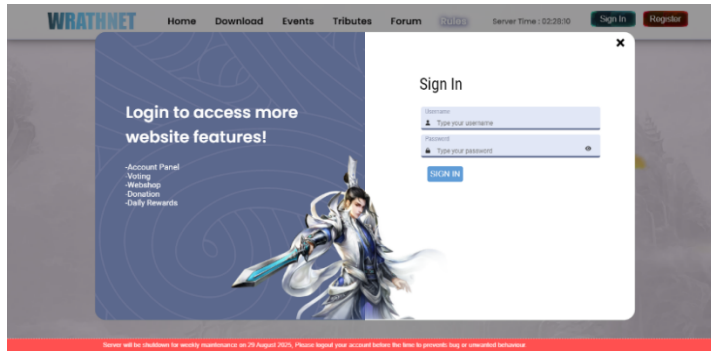 WRATHNET Home Download Events Tributes Forum Rules Server Time : 02:28:10 Sign In Register
Login to access more
website features!
-Account Panel
-Voting
-Webshop
-Donation
-Daily Rewards
Sign In
Username
Type your username
Password
Type your password
SIGN IN
Server will be shutdown for weekly maintenance on 29 August 2025, Please logout your account before the time to prevents bug or unwanted behaviour.